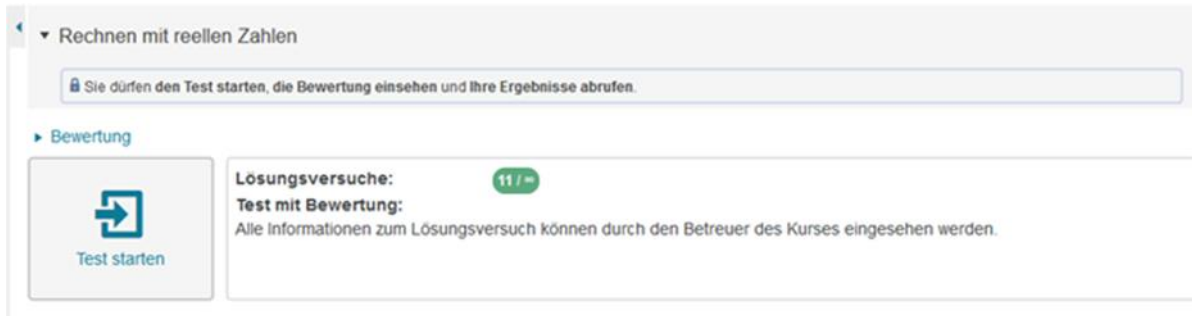 Rechnen mit reellen Zahlen
Sie dürfen den Test starten, die Bewertung einsehen und Ihre Ergebnisse abrufen.
Bewertung
Lösungsversuche: 11 / ∞
Test mit Bewertung:
Alle Informationen zum Lösungsversuch können durch den Betreuer des Kurses eingesehen werden.
Test starten